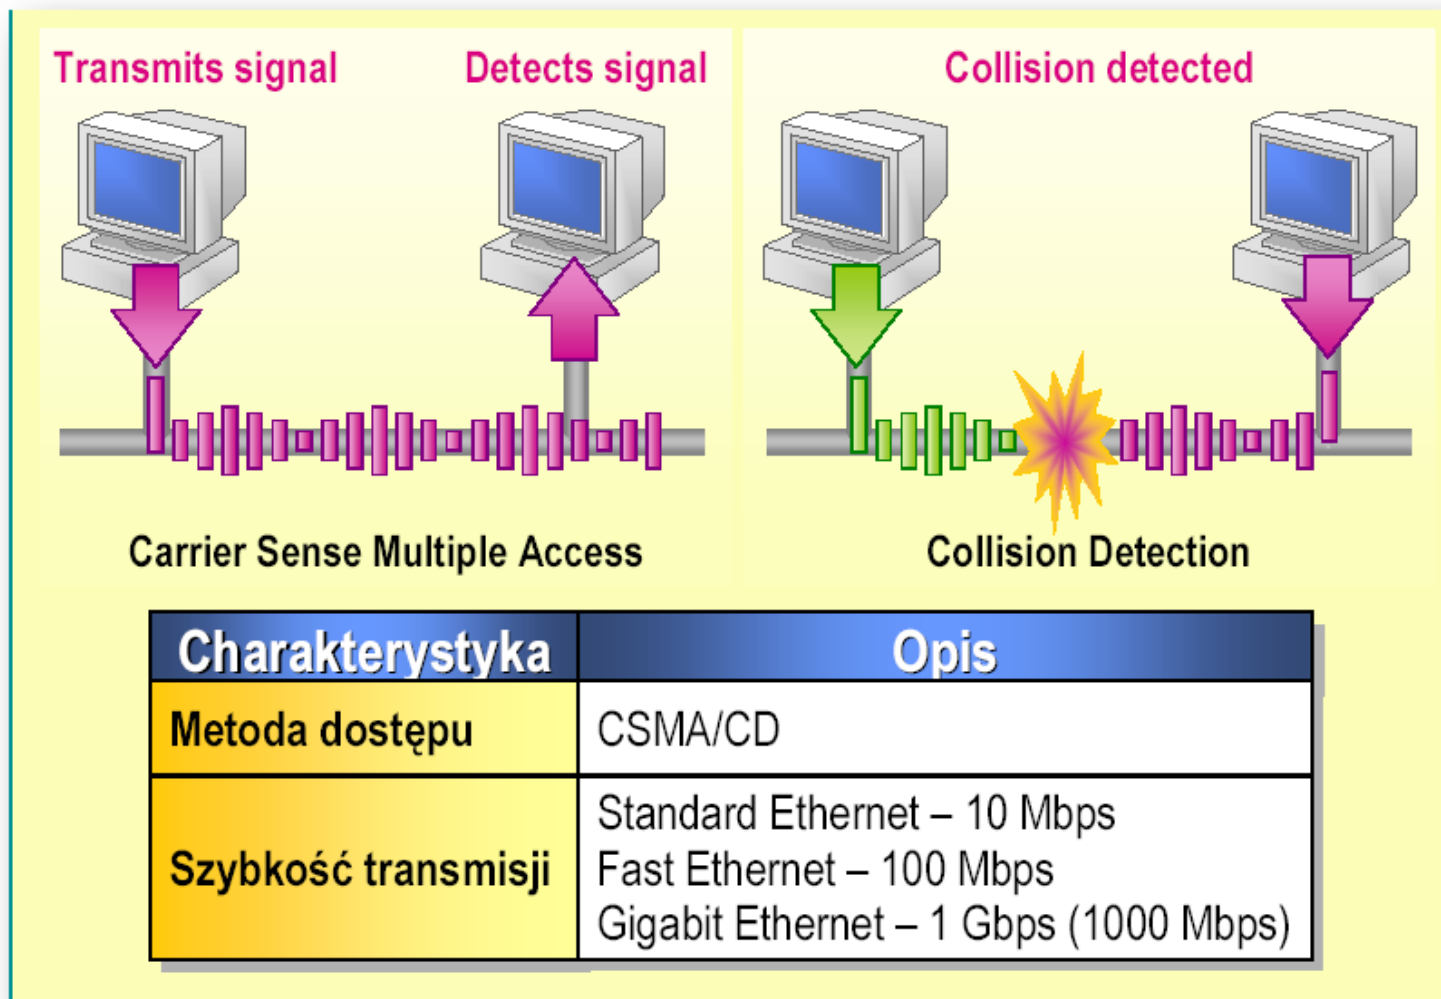 Transmits signal
Detects signal
Collision detected
Carrier Sense Multiple Access
Collision Detection
Charakterystyka
Opis
Metoda dostępu
CSMA/CD
Szybkość transmisji
Standard Ethernet – 10 Mbps
Fast Ethernet – 100 Mbps
Gigabit Ethernet – 1 Gbps (1000 Mbps)